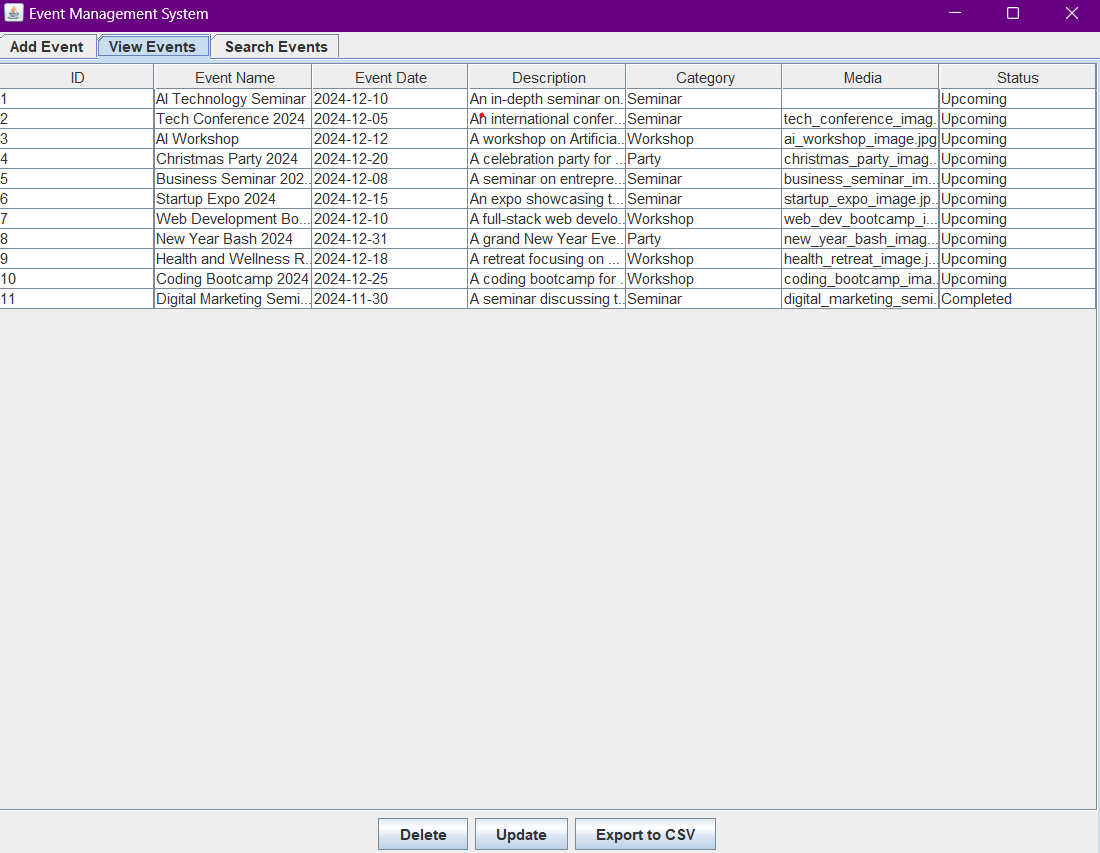 Event Management System
Add Event View Events Search Events
ID Event Name Event Date Description Category Media Status
1 AI Technology Seminar 2024-12-10 An in-depth seminar on... Seminar Upcoming
2 Tech Conference 2024 2024-12-05 An international confer... Seminar tech_conference_imag... Upcoming
3 AI Workshop 2024-12-12 A workshop on Artificia... Workshop ai_workshop_image.jpg Upcoming
4 Christmas Party 2024 2024-12-20 A celebration party for ... Party christmas_party_imag... Upcoming
5 Business Seminar 202... 2024-12-08 A seminar on entrepre... Seminar business_seminar_im... Upcoming
6 Startup Expo 2024 2024-12-15 An expo showcasing t... Seminar startup_expo_image.jp... Upcoming
7 Web Development Bo... 2024-12-10 A full-stack web develo... Workshop web_dev_bootcamp_i... Upcoming
8 New Year Bash 2024 2024-12-31 A grand New Year Eve... Party new_year_bash_imag... Upcoming
9 Health and Wellness R... 2024-12-18 A retreat focusing on ... Workshop health_retreat_image.j... Upcoming
10 Coding Bootcamp 2024 2024-12-25 A coding bootcamp for ... Workshop coding_bootcamp_ima... Upcoming
11 Digital Marketing Semi... 2024-11-30 A seminar discussing t... Seminar digital_marketing_semi... Completed
Delete Update Export to CSV